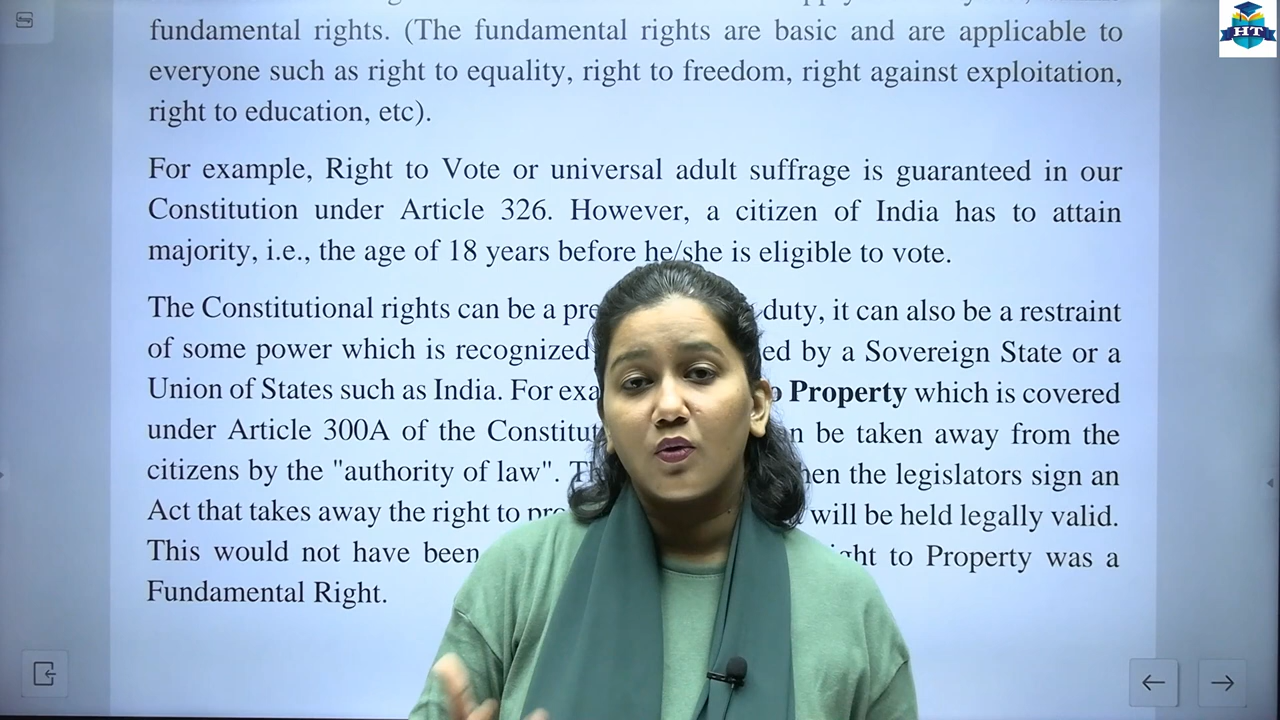 fundamental rights. (The fundamental rights are basic and are applicable to
everyone such as right to equality, right to freedom, right against exploitation,
right to education, etc).
For example, Right to Vote or universal adult suffrage is guaranteed in our
Constitution under Article 326. However, a citizen of India has to attain
majority, i.e., the age of 18 years before he/she is eligible to vote.
The Constitutional rights can be a duty, it can also be a restraint
of some power which is recognized by a Sovereign State or a
Union of States such as India. For Property which is covered
under Article 300A of the be taken away from the
citizens by the "authority of law". the legislators sign an
Act that takes away the right to will be held legally valid.
This would not have been to Property was a
Fundamental Right.
HT